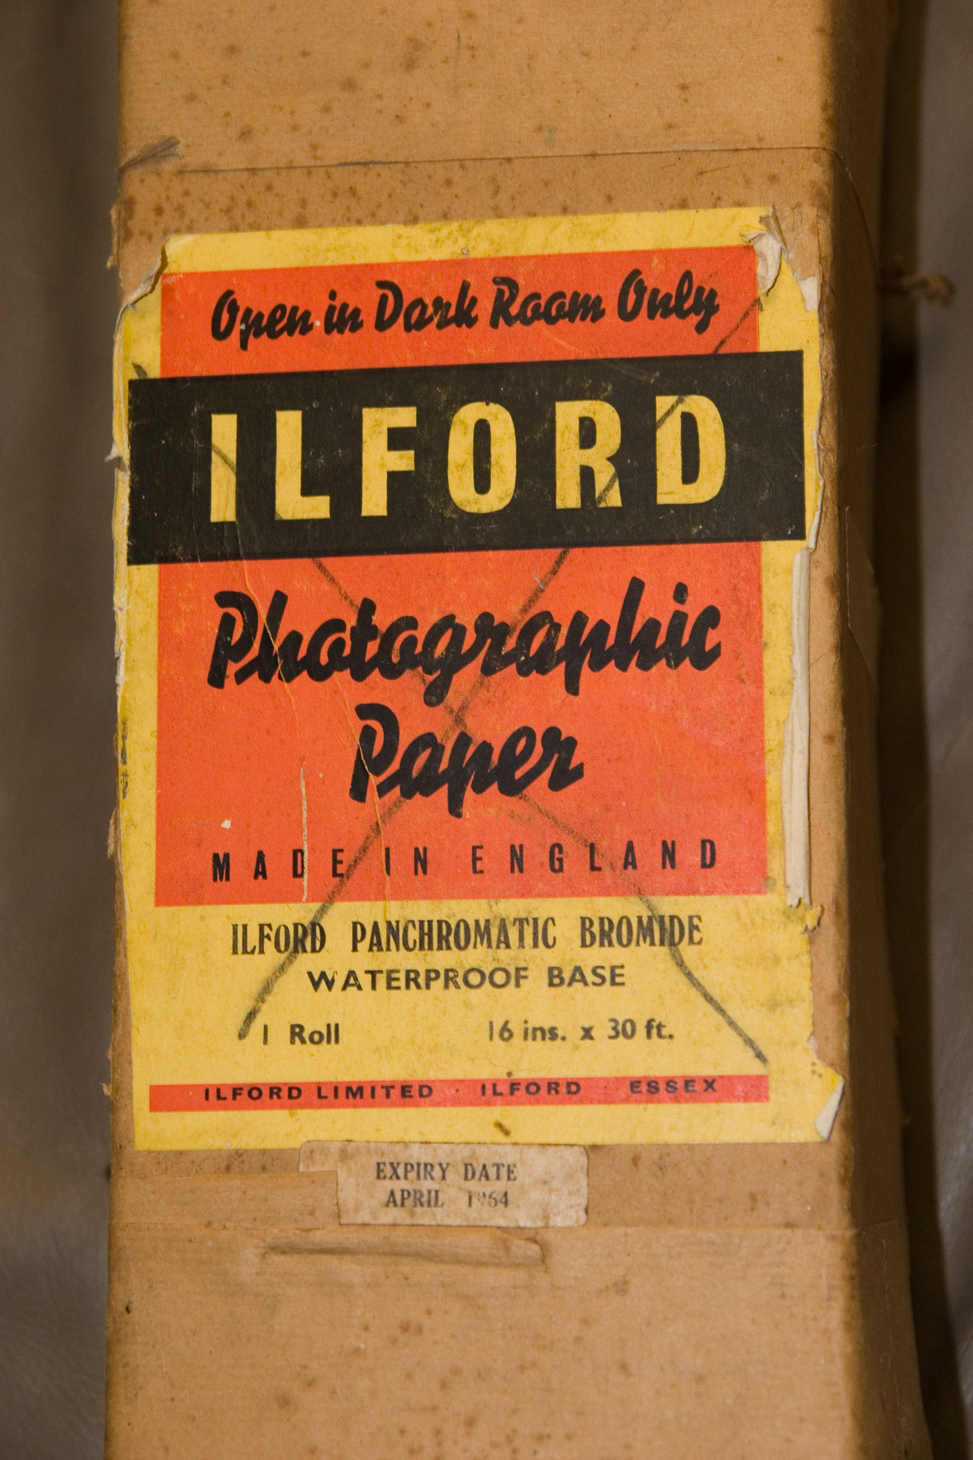 Open in Dark Room Only
ILFORD
Photographic
Paper
MADE IN ENGLAND
ILFORD PANCHROMATIC BROMIDE
WATERPROOF BASE
1 Roll 16 ins. x 30 ft.
ILFORD LIMITED · ILFORD · ESSEX
EXPIRY DATE
APRIL 1964